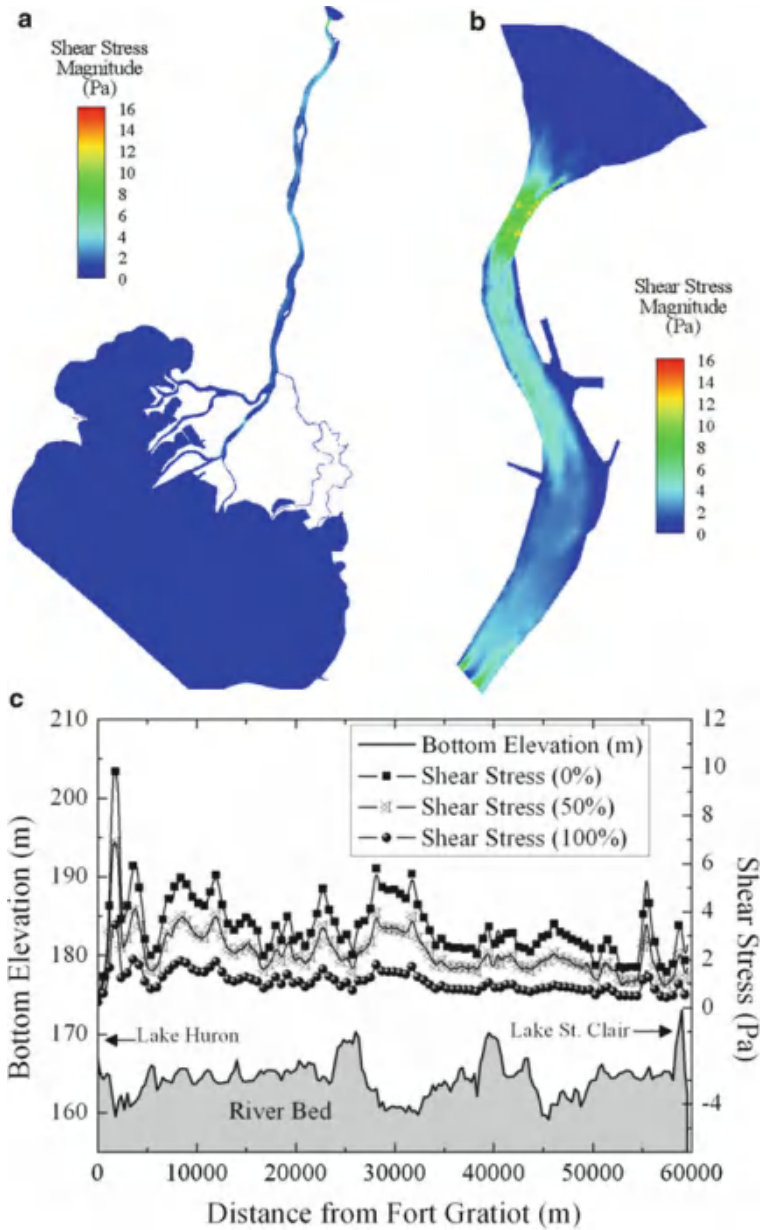 a
Shear Stress
Magnitude
(Pa)
16
14
12
10
8
6
4
2
0
b
Shear Stress
Magnitude
(Pa)
16
14
12
10
8
6
4
2
0
c
210
200
190
180
170
160
Bottom Elevation (m)
12
10
8
6
4
2
0
-4
Shear Stress (Pa)
Bottom Elevation (m)
Shear Stress (0%)
Shear Stress (50%)
Shear Stress (100%)
Lake Huron
Lake St. Clair
River Bed
0 10000 20000 30000 40000 50000 60000
Distance from Fort Gratiot (m)